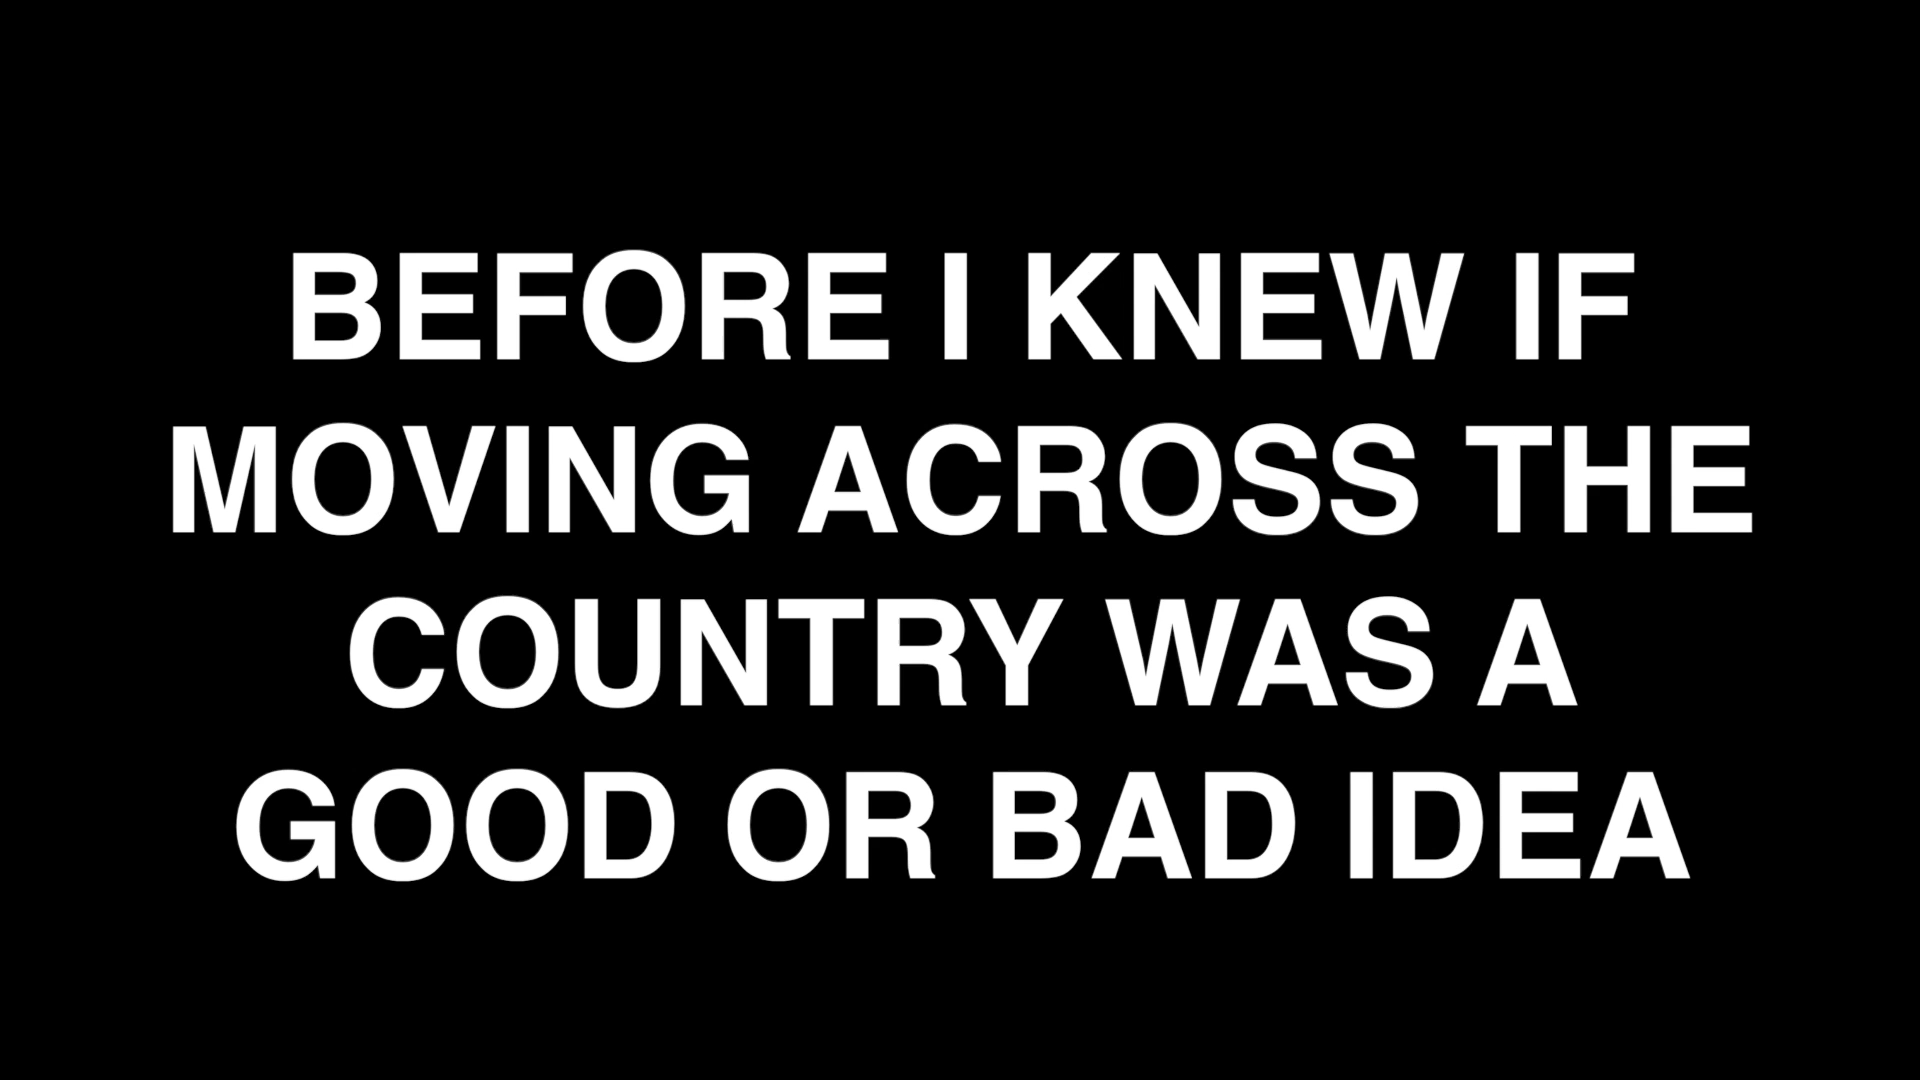 BEFORE I KNEW IF
MOVING ACROSS THE
COUNTRY WAS A
GOOD OR BAD IDEA